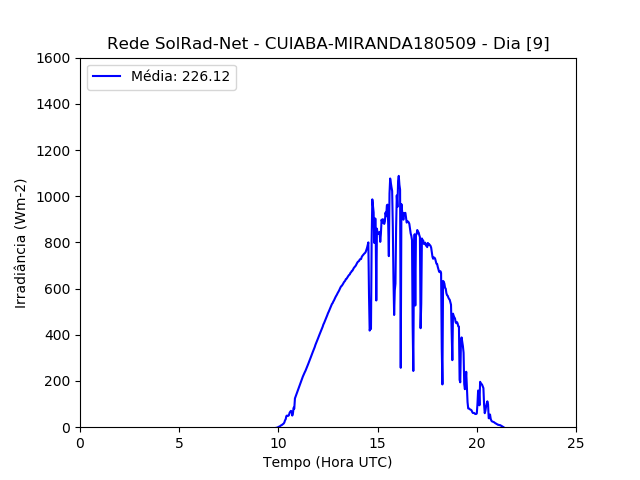 Rede SolRad-Net - CUIABA-MIRANDA180509 - Dia [9]
Média: 226.12
Irradiância (Wm-2)
1600
1400
1200
1000
800
600
400
200
0
0 5 10 15 20 25
Tempo (Hora UTC)